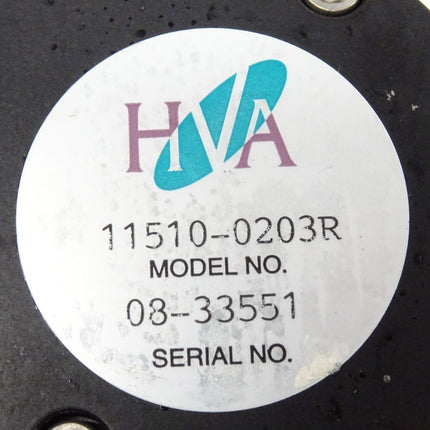 HVA
11510-0203R
MODEL NO.
08-33551
SERIAL NO.